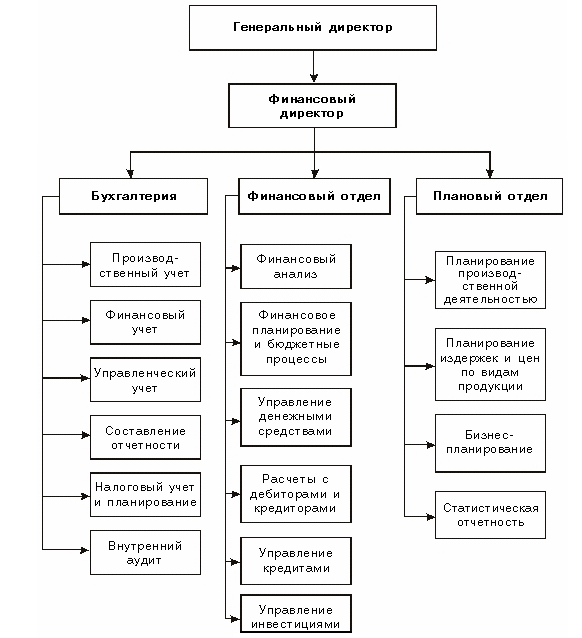 Генеральный директор
Финансовый
директор
Бухгалтерия
Финансовый отдел
Плановый отдел
Производ-
ственный учет
Финансовый
учет
Управленческий
учет
Составление
отчетности
Налоговый учет
и планирование
Внутренний
аудит
Финансовый
анализ
Финансовое
планирование
и бюджетные
процессы
Управление
денежными
средствами
Расчеты с
дебиторами и
кредиторами
Управление
кредитами
Управление
инвестициями
Планирование
производ-
ственной
деятельностью
Планирование
издержек и цен
по видам
продукции
Бизнес-
планирование
Статистическая
отчетность